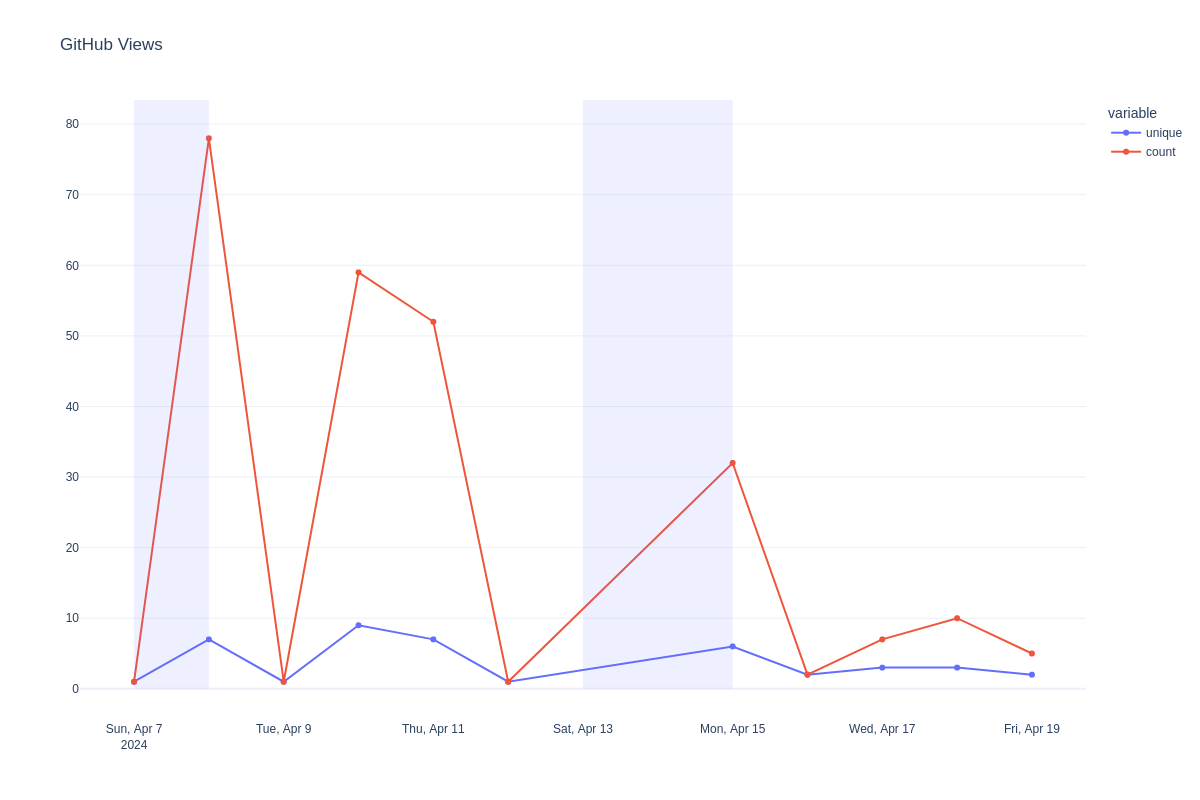 GitHub Views
variable
unique
count
80
70
60
50
40
30
20
10
0
Sun, Apr 7
2024
Tue, Apr 9
Thu, Apr 11
Sat, Apr 13
Mon, Apr 15
Wed, Apr 17
Fri, Apr 19